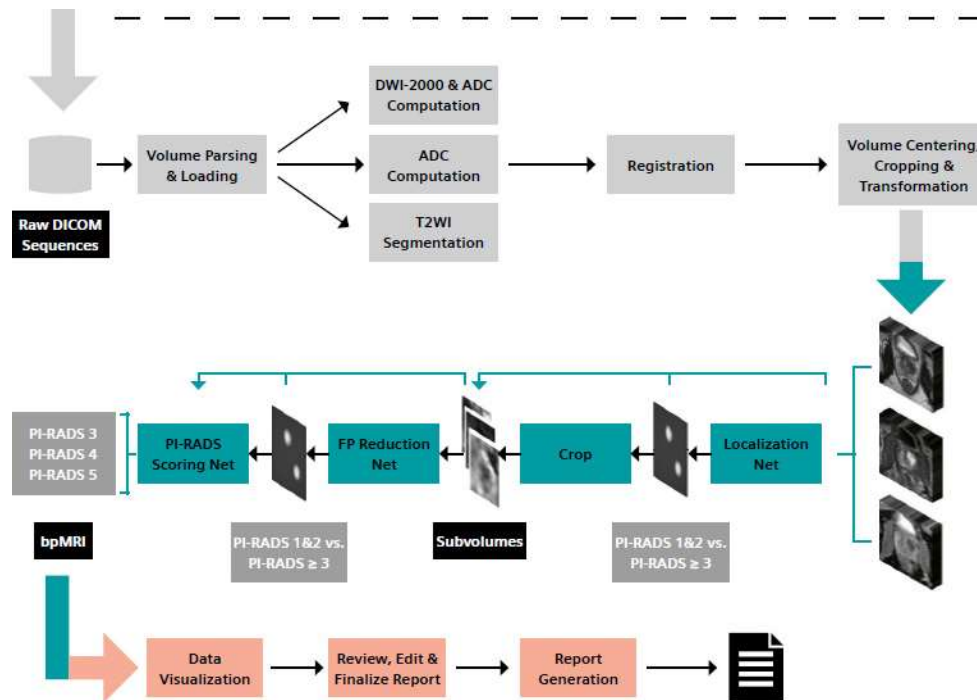 DWI-2000 & ADC
Computation
Volume Parsing
& Loading
ADC
Computation
Registration
Volume Centering,
Cropping &
Transformation
Raw DICOM
Sequences
T2WI
Segmentation
PI-RADS 3
PI-RADS 4
PI-RADS 5
PI-RADS
Scoring Net
FP Reduction
Net
Crop
Localization
Net
bpMRI
PI-RADS 1&2 vs.
PI-RADS ≥ 3
Subvolumes
PI-RADS 1&2 vs.
PI-RADS ≥ 3
Data
Visualization
Review, Edit &
Finalize Report
Report
Generation